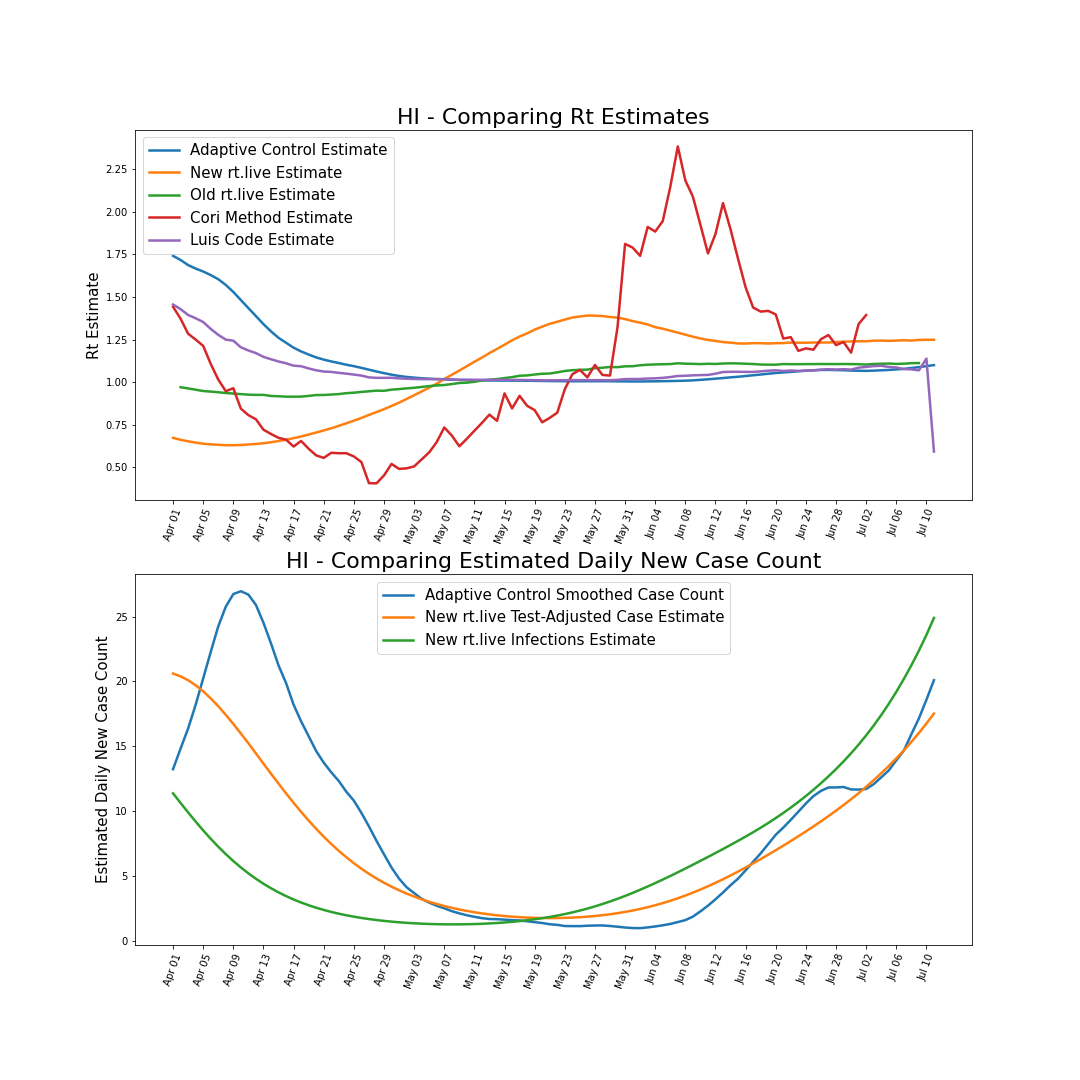 HI - Comparing Rt Estimates
Adaptive Control Estimate
New rt.live Estimate
Old rt.live Estimate
Cori Method Estimate
Luis Code Estimate
Rt Estimate
2.25
2.00
1.75
1.50
1.25
1.00
0.75
0.50
Apr 01
Apr 05
Apr 09
Apr 13
Apr 17
Apr 21
Apr 25
Apr 29
May 03
May 07
May 11
May 15
May 19
May 23
May 27
May 31
Jun 04
Jun 08
Jun 12
Jun 16
Jun 20
Jun 24
Jun 28
Jul 02
Jul 06
Jul 10
HI - Comparing Estimated Daily New Case Count
Adaptive Control Smoothed Case Count
New rt.live Test-Adjusted Case Estimate
New rt.live Infections Estimate
Estimated Daily New Case Count
25
20
15
10
5
0
Apr 01
Apr 05
Apr 09
Apr 13
Apr 17
Apr 21
Apr 25
Apr 29
May 03
May 07
May 11
May 15
May 19
May 23
May 27
May 31
Jun 04
Jun 08
Jun 12
Jun 16
Jun 20
Jun 24
Jun 28
Jul 02
Jul 06
Jul 10